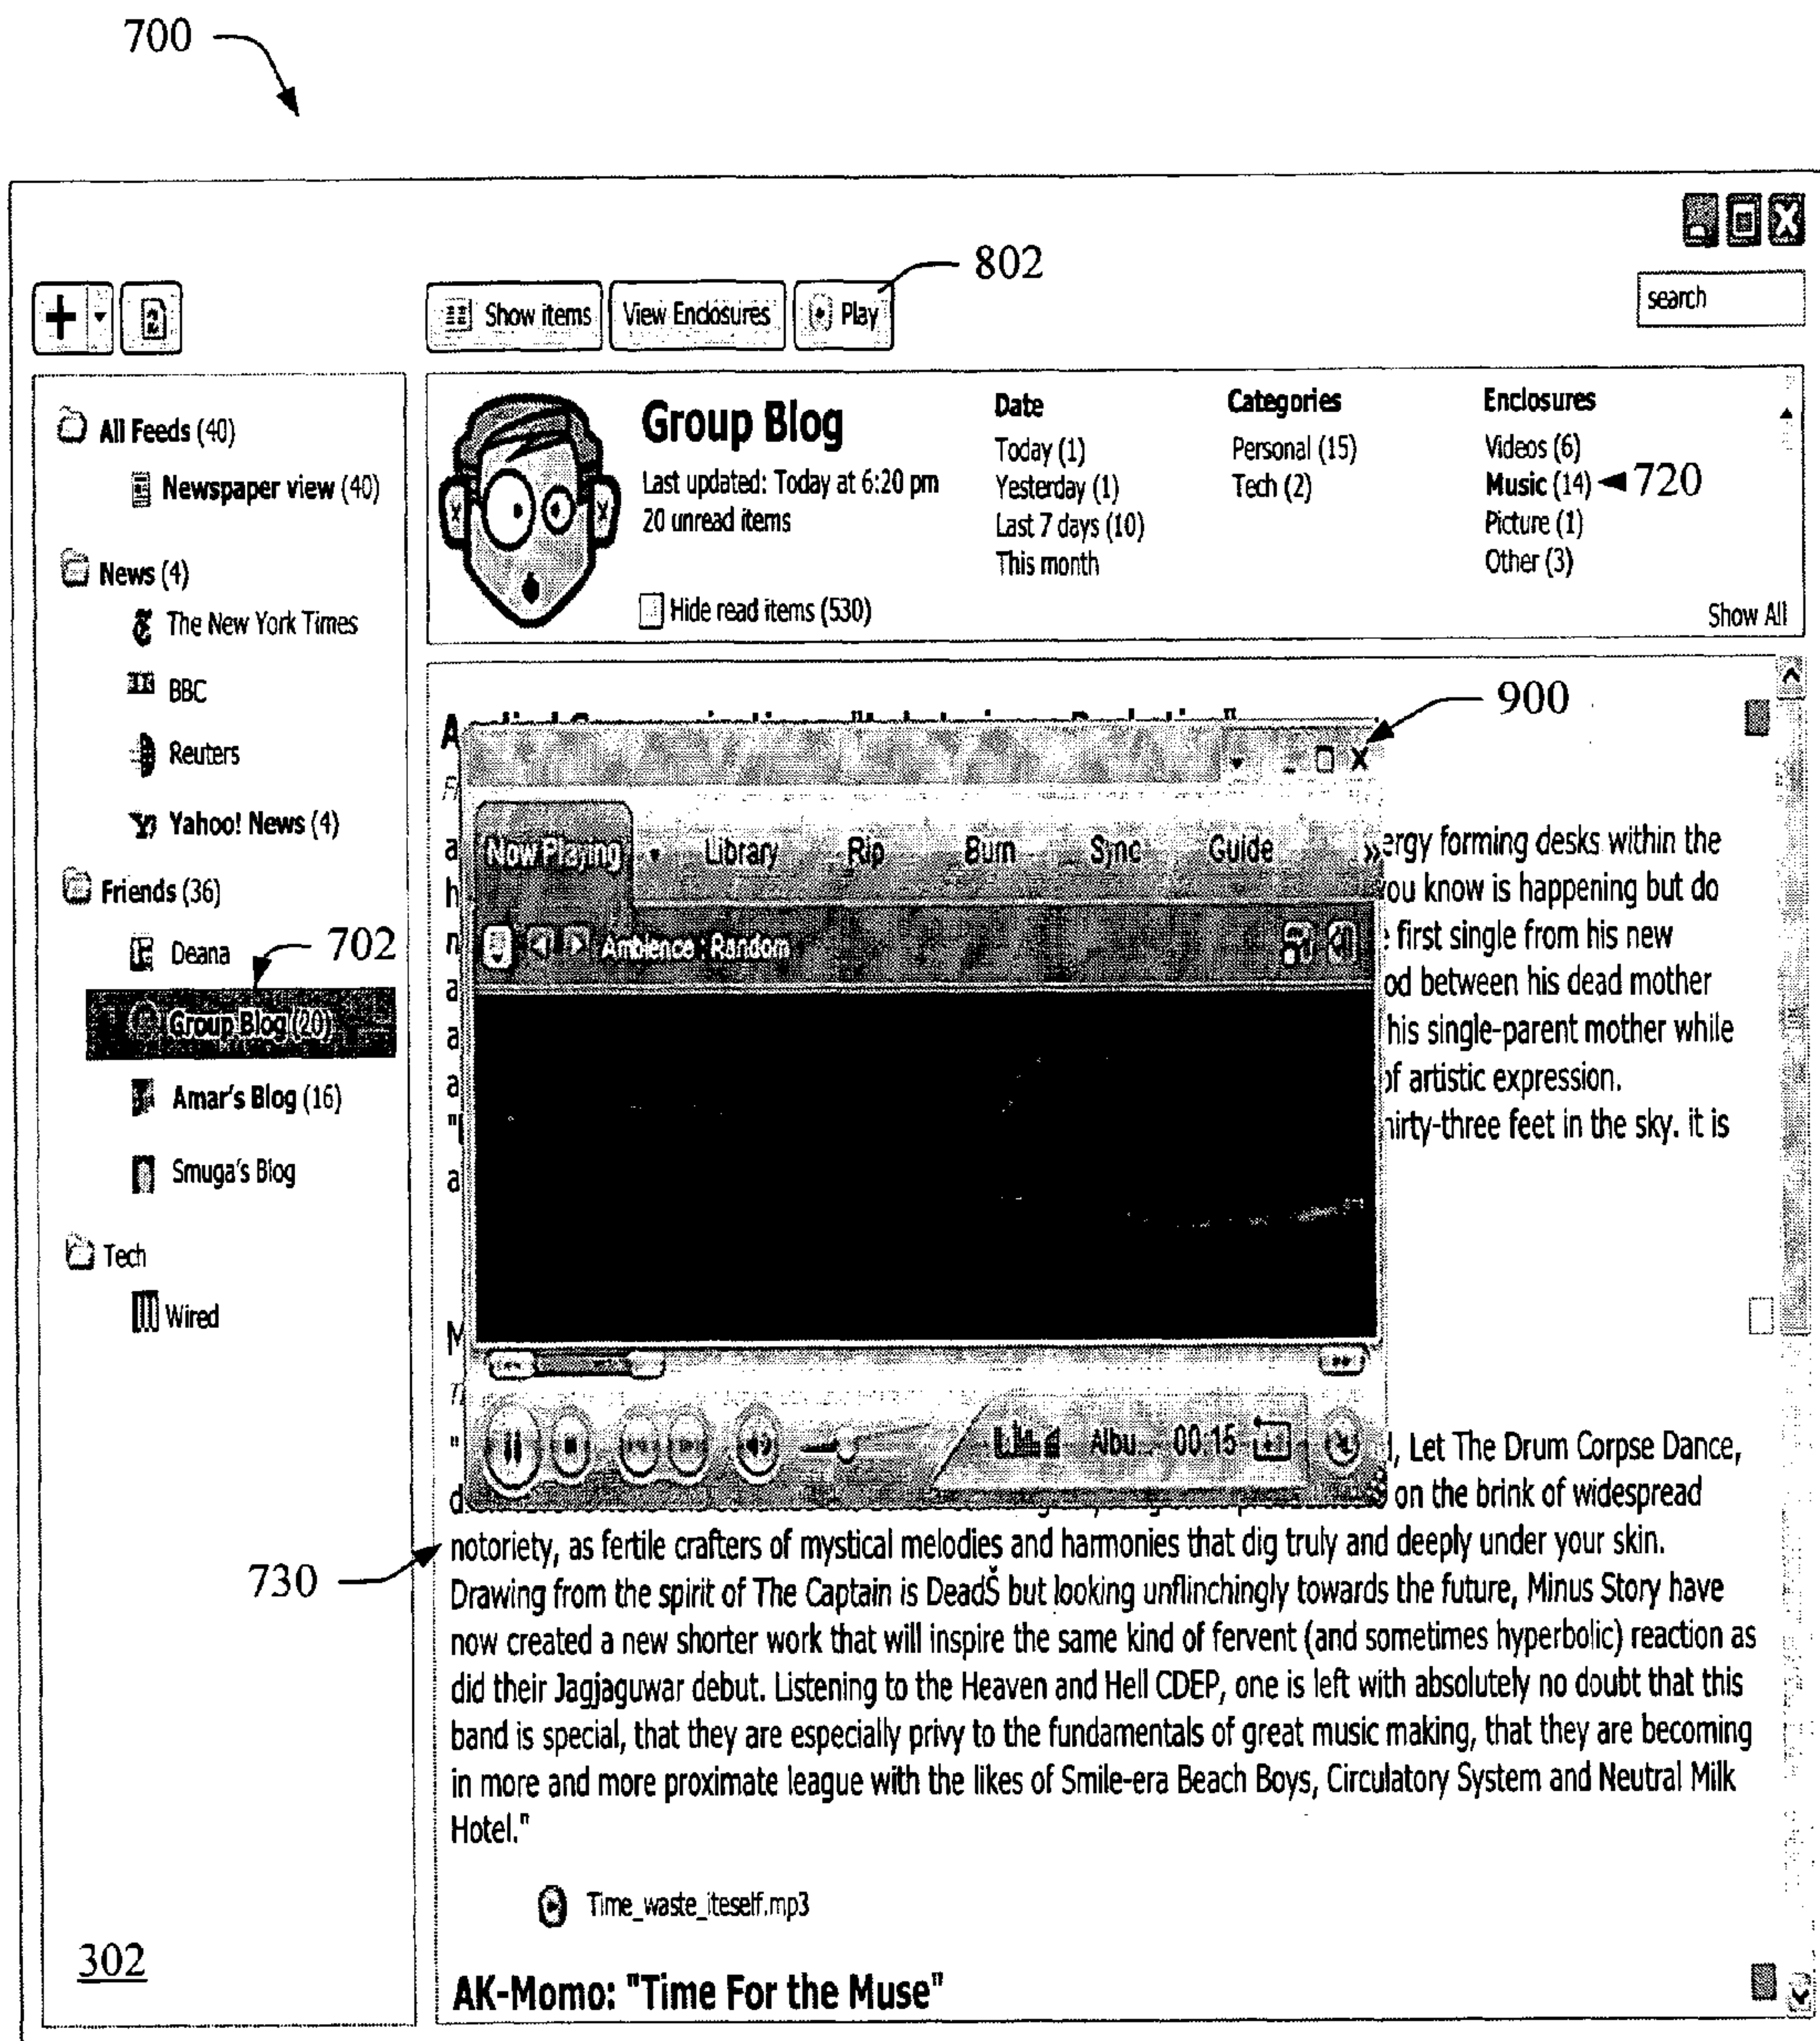 700
802
Show items View Enclosures Play search
All Feeds (40)
Newspaper view (40)
News (4)
The New York Times
BBC
Reuters
Yahoo! News (4)
Friends (36)
Deana
702
Group Blog (20)
Amar's Blog (16)
Smuga's Blog
Tech
Wired
302
Group Blog
Last updated: Today at 6:20 pm
20 unread items
Hide read items (530)
Date
Today (1)
Yesterday (1)
Last 7 days (10)
This month
Categories
Personal (15)
Tech (2)
Enclosures
Videos (6)
Music (14) 720
Picture (1)
Other (3)
Show All
900
Now Playing Library Rip Burn Sync Guide »
Ambience : Random
ergy forming desks within the
you know is happening but do
first single from his new
od between his dead mother
his single-parent mother while
of artistic expression.
hirty-three feet in the sky. it is
Albu... 00:15
, Let The Drum Corpse Dance,
on the brink of widespread
730
notoriety, as fertile crafters of mystical melodies and harmonies that dig truly and deeply under your skin.
Drawing from the spirit of The Captain is DeadŠ but looking unflinchingly towards the future, Minus Story have
now created a new shorter work that will inspire the same kind of fervent (and sometimes hyperbolic) reaction as
did their Jagjaguwar debut. Listening to the Heaven and Hell CDEP, one is left with absolutely no doubt that this
band is special, that they are especially privy to the fundamentals of great music making, that they are becoming
in more and more proximate league with the likes of Smile-era Beach Boys, Circulatory System and Neutral Milk
Hotel."
Time_waste_iteself.mp3
AK-Momo: "Time For the Muse"